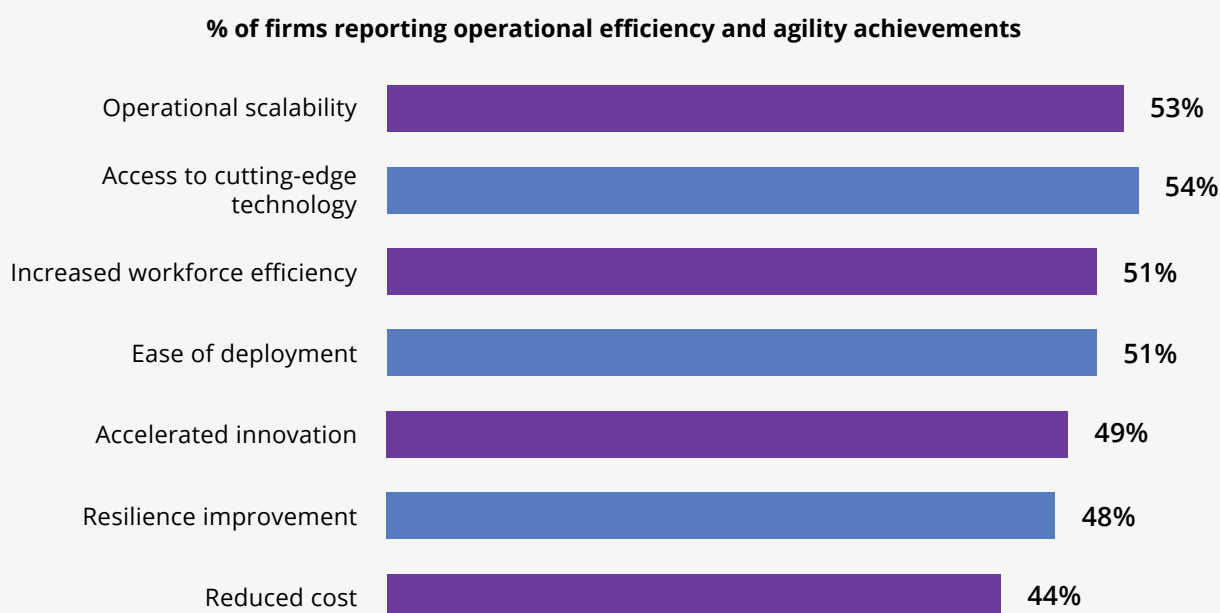 % of firms reporting operational efficiency and agility achievements
Operational scalability 53%
Access to cutting-edge
technology 54%
Increased workforce efficiency 51%
Ease of deployment 51%
Accelerated innovation 49%
Resilience improvement 48%
Reduced cost 44%